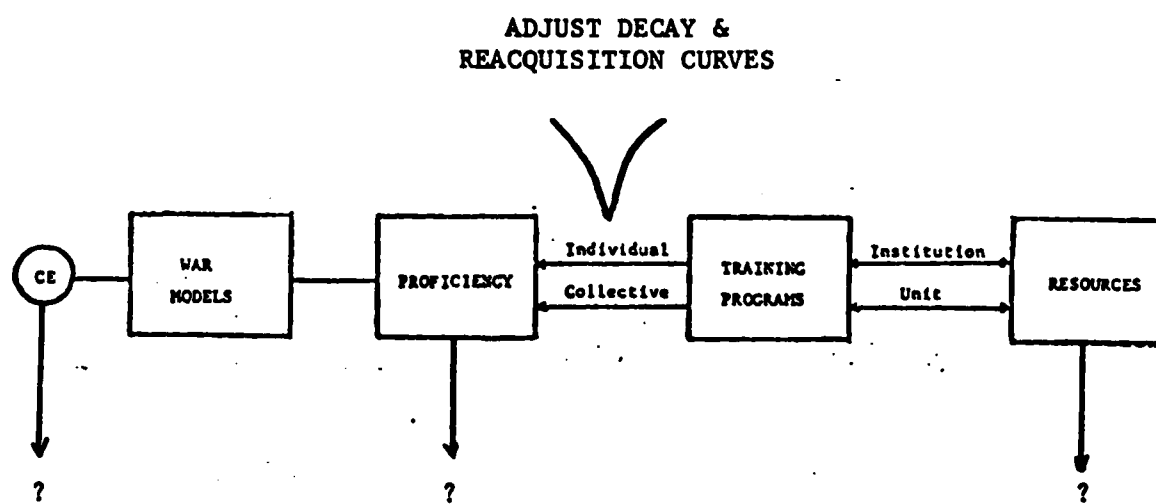 ADJUST DECAY &
REACQUISITION CURVES
CE
WAR
MODELS
PROFICIENCY
Individual
Collective
TRAINING
PROGRAMS
Institution
Unit
RESOURCES
?
?
?